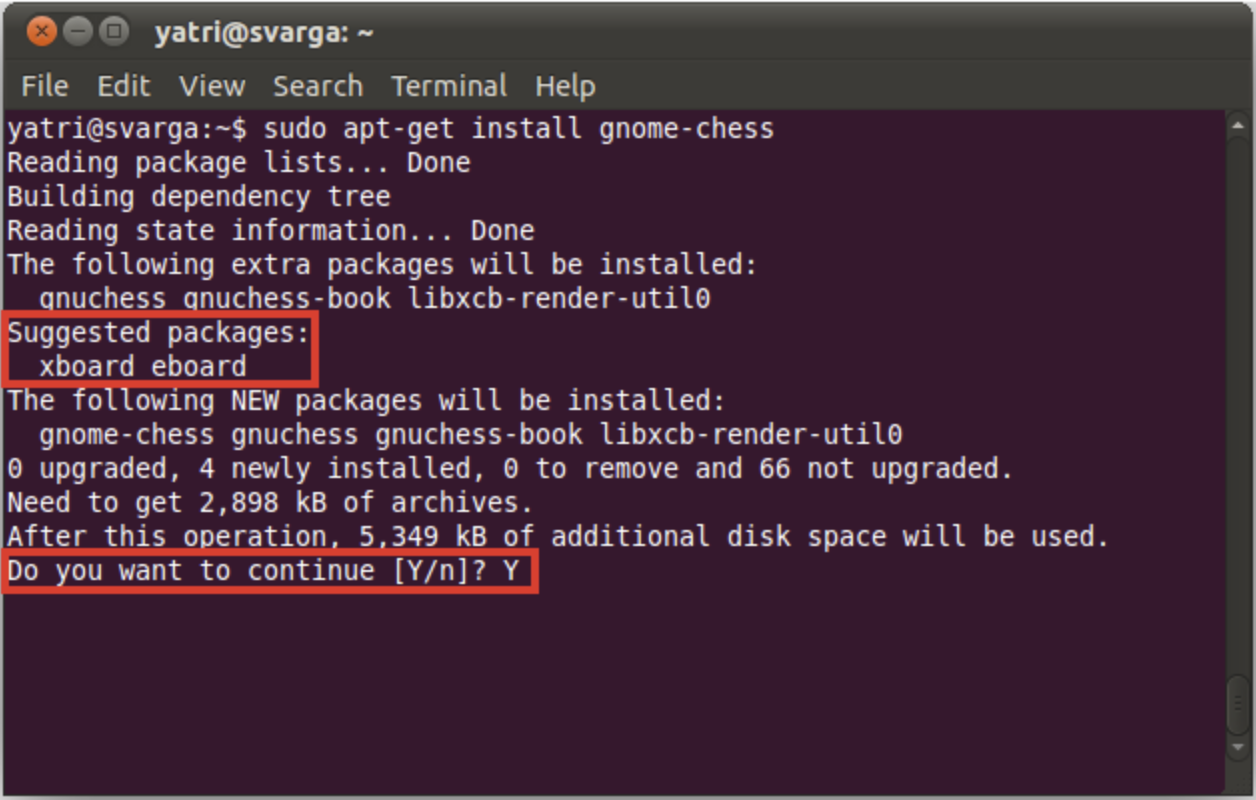 yatri@svarga: ~
File Edit View Search Terminal Help
yatri@svarga:~$ sudo apt-get install gnome-chess
Reading package lists... Done
Building dependency tree
Reading state information... Done
The following extra packages will be installed:
  gnuchess gnuchess-book libxcb-render-util0
Suggested packages:
  xboard eboard
The following NEW packages will be installed:
  gnome-chess gnuchess gnuchess-book libxcb-render-util0
0 upgraded, 4 newly installed, 0 to remove and 66 not upgraded.
Need to get 2,898 kB of archives.
After this operation, 5,349 kB of additional disk space will be used.
Do you want to continue [Y/n]? Y